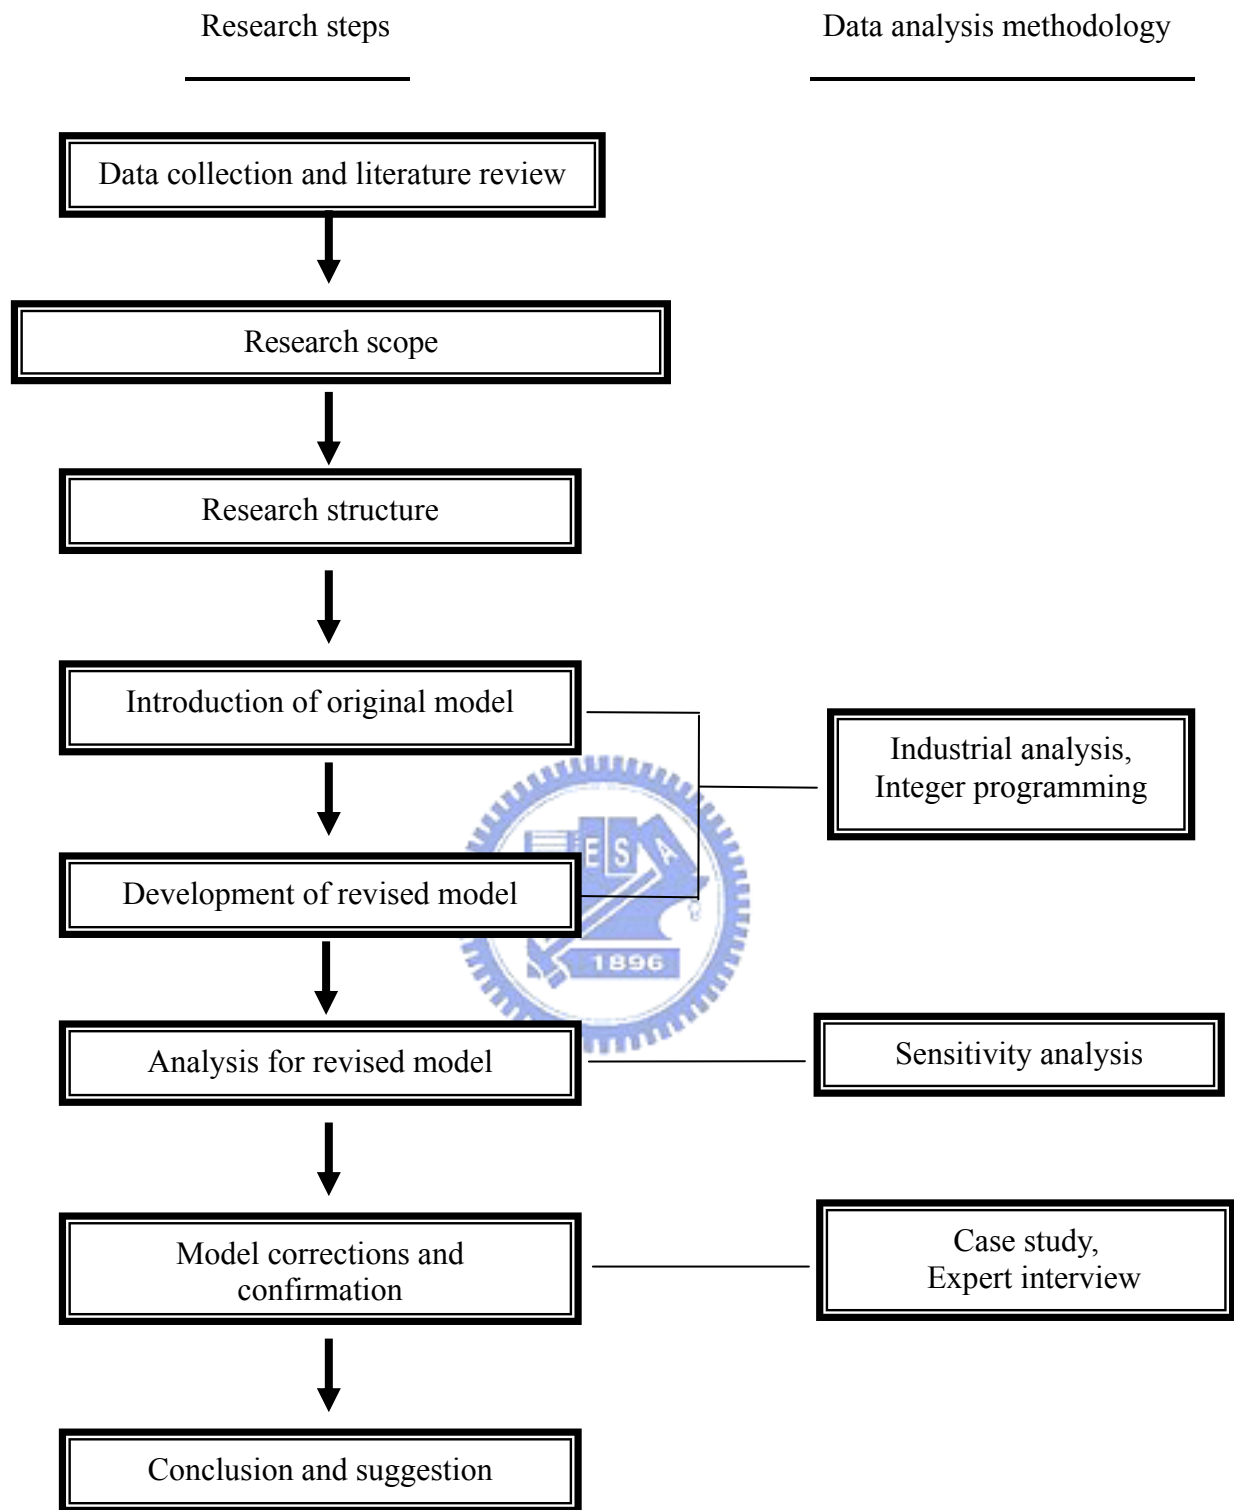 Research steps
Data analysis methodology
Data collection and literature review
Research scope
Research structure
Introduction of original model
Industrial analysis,
Integer programming
Development of revised model
E S A
1896
Analysis for revised model
Sensitivity analysis
Model corrections and
confirmation
Case study,
Expert interview
Conclusion and suggestion